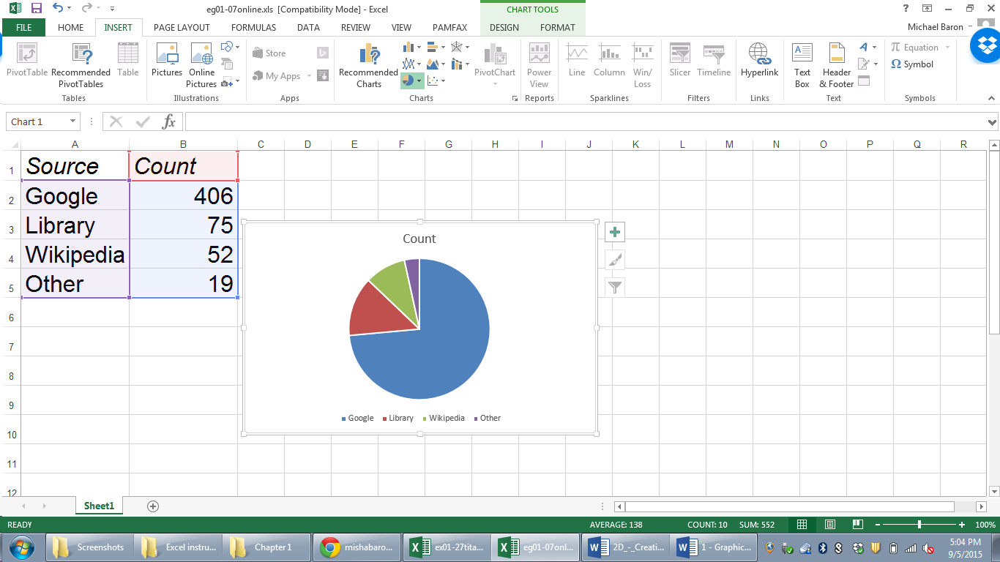 eg01-07online.xls [Compatibility Mode] - Excel
CHART TOOLS
?
FILE HOME INSERT PAGE LAYOUT FORMULAS DATA REVIEW VIEW PAMFAX DESIGN FORMAT
Michael Baron
PivotTable
Recommended
PivotTables
Table
Tables
Pictures
Online
Pictures
Illustrations
Store
My Apps
Apps
Recommended
Charts
PivotChart
Charts
Power
View
Reports
Line
Column
Win/
Loss
Sparklines
Slicer
Timeline
Filters
Hyperlink
Links
Text
Box
Header
& Footer
Text
π Equation
Ω Symbol
Symbols
Chart 1
fx
A B C D E F G H I J K L M N O P Q R
1 Source Count
2 Google 406
3 Library 75
4 Wikipedia 52
5 Other 19
6
7
8
9
10
11
12
Count
Google Library Wikipedia Other
Sheet1
READY
AVERAGE: 138 COUNT: 10 SUM: 552
100%
Screenshots
Excel instru...
Chapter 1
mishabaro...
ex01-27tita...
eg01-07onl...
2D_-_Creati...
1 - Graphic...
5:04 PM
9/5/2015